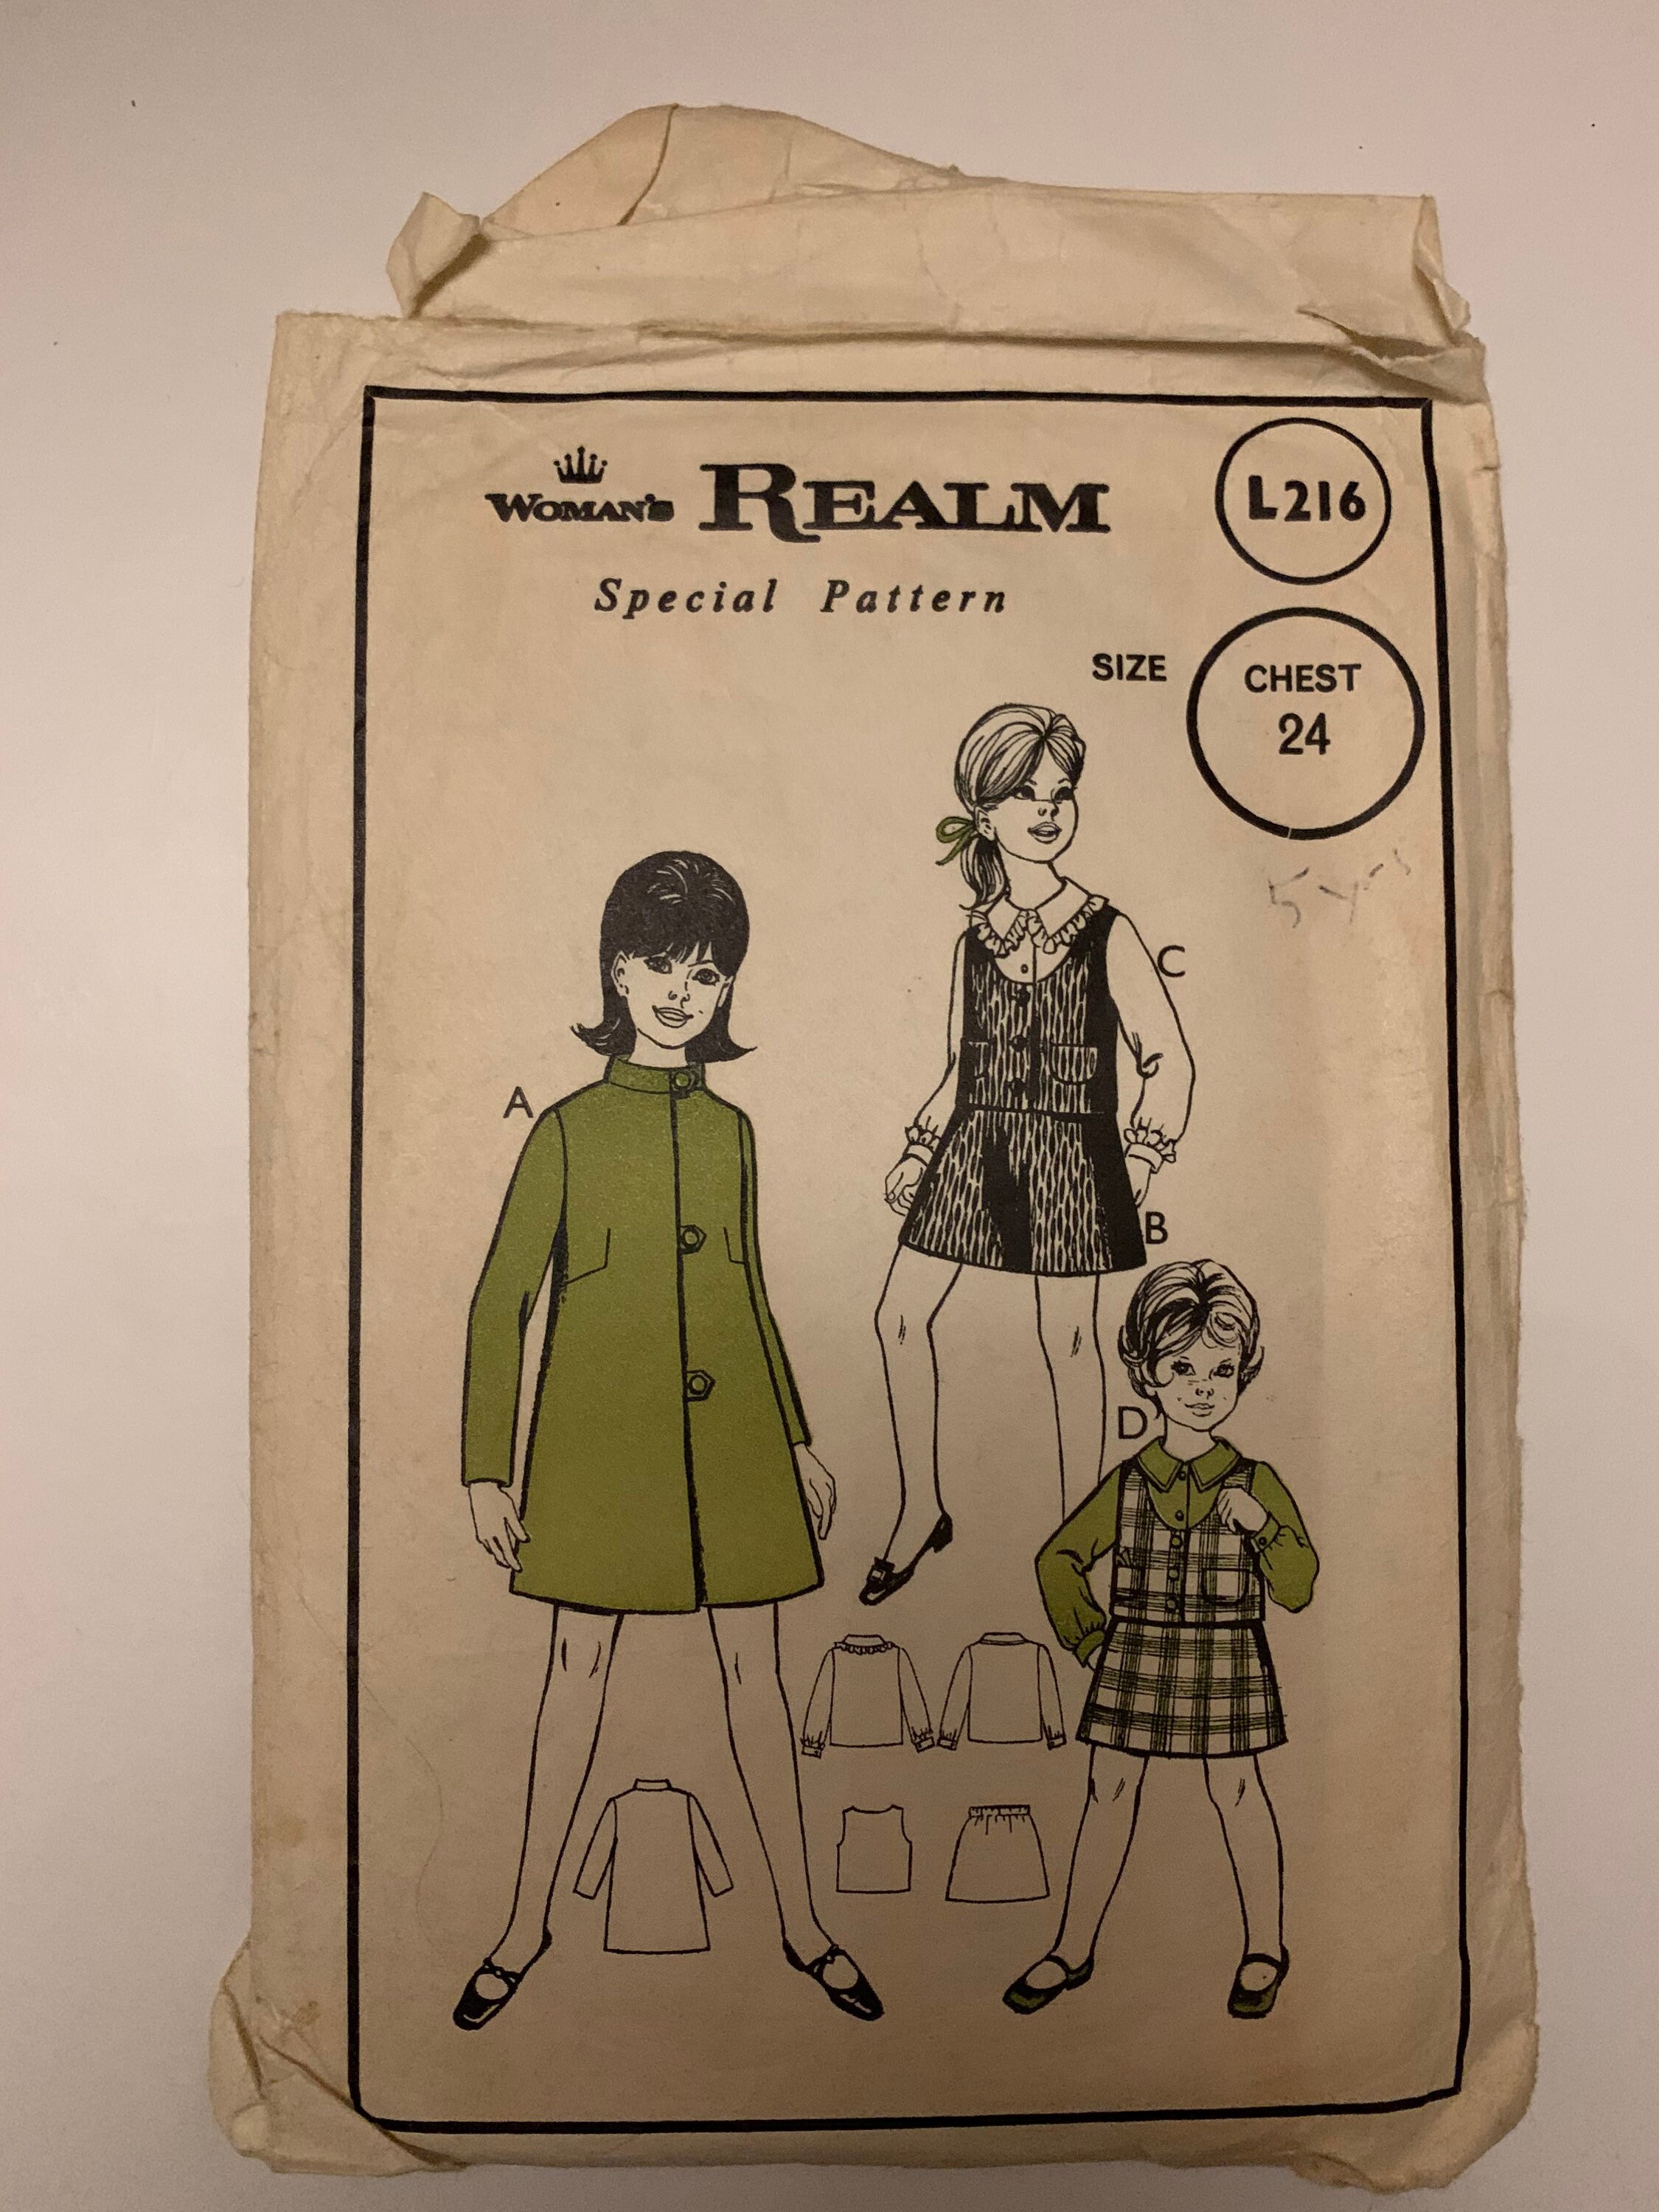 WOMAN'S REALM
L216
Special Pattern
SIZE
CHEST
24
5 yrs
C
A
B
D